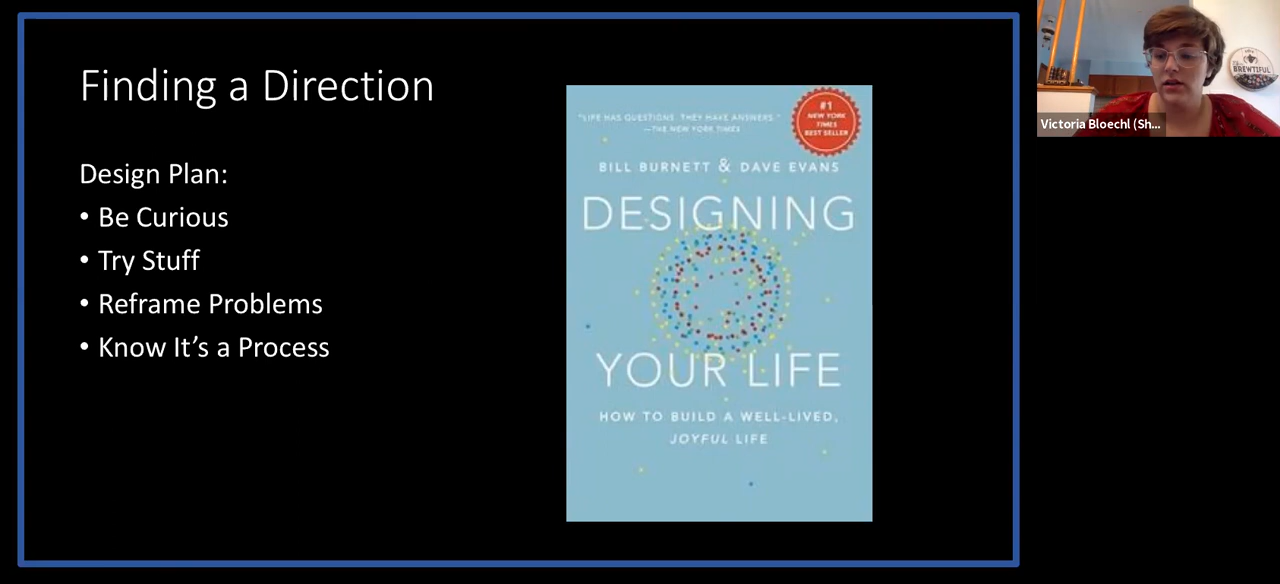 Finding a Direction
Design Plan:
• Be Curious
• Try Stuff
• Reframe Problems
• Know It’s a Process
"LIFE HAS QUESTIONS. THEY HAVE ANSWERS."
—THE NEW YORK TIMES
#1
NEW YORK
TIMES
BEST SELLER
BILL BURNETT & DAVE EVANS
DESIGNING
YOUR LIFE
HOW TO BUILD A WELL-LIVED,
JOYFUL LIFE
BREWTIFUL
Victoria Bloechl (Sh...